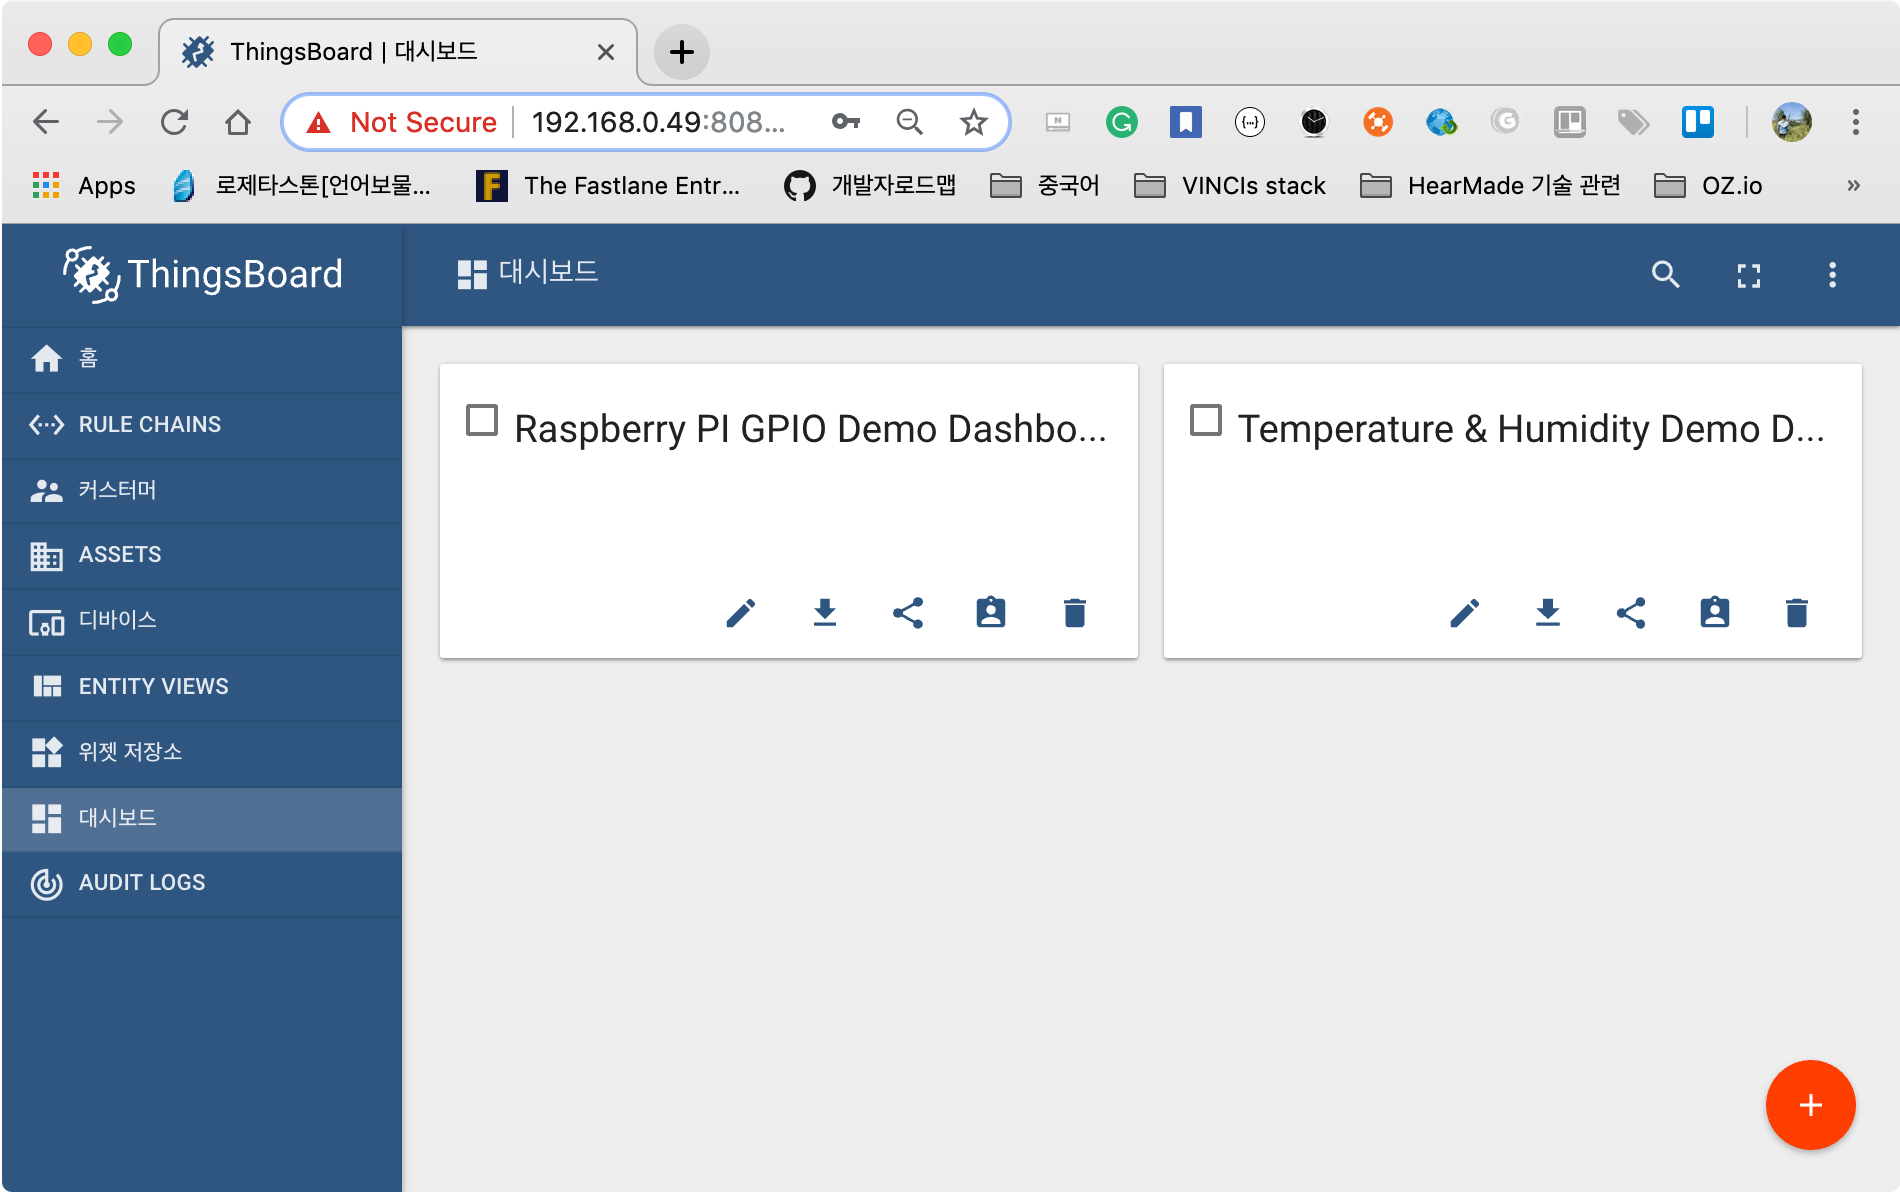 ThingsBoard | 대시보드
Not Secure 192.168.0.49:808...
Apps 로제타스톤[언어보물... The Fastlane Entr... 개발자로드맵 중국어 VINCIs stack HearMade 기술 관련 OZ.io »
ThingsBoard
대시보드
홈
RULE CHAINS
커스터머
ASSETS
디바이스
ENTITY VIEWS
위젯 저장소
대시보드
AUDIT LOGS
Raspberry PI GPIO Demo Dashbo...
Temperature & Humidity Demo D...